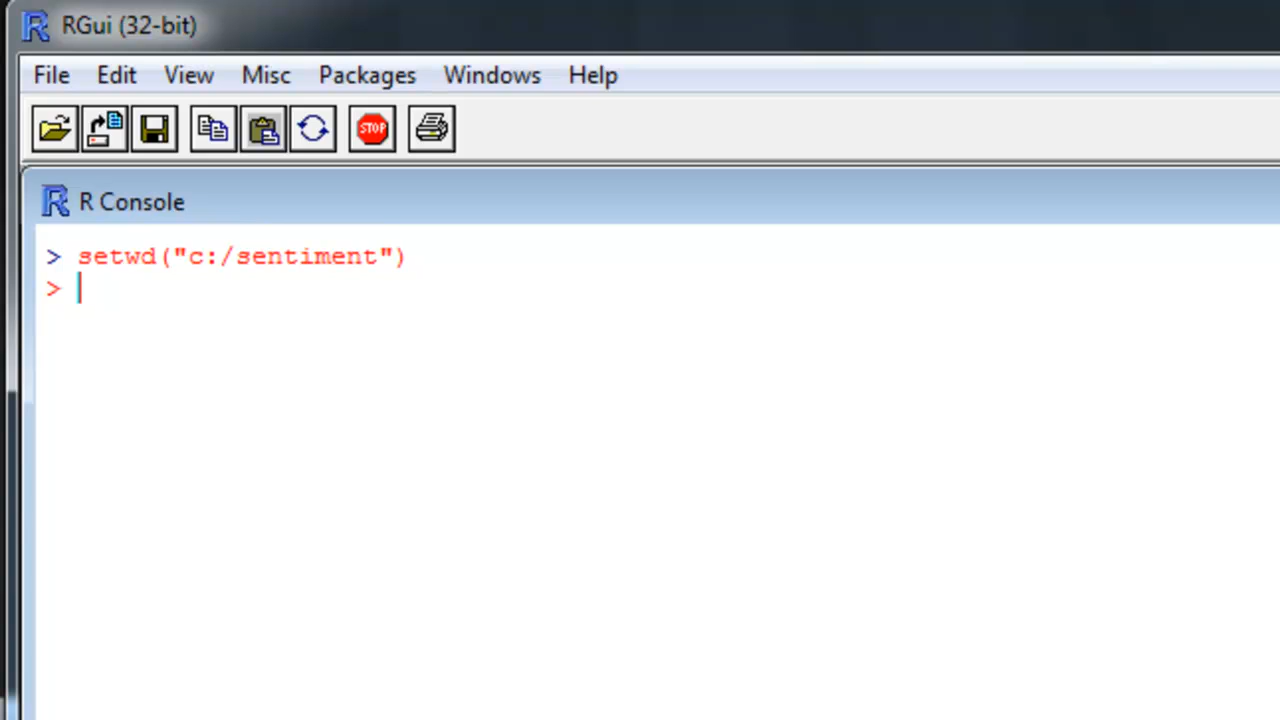 RGui (32-bit)
File Edit View Misc Packages Windows Help
STOP
R Console
> setwd("c:/sentiment")
>